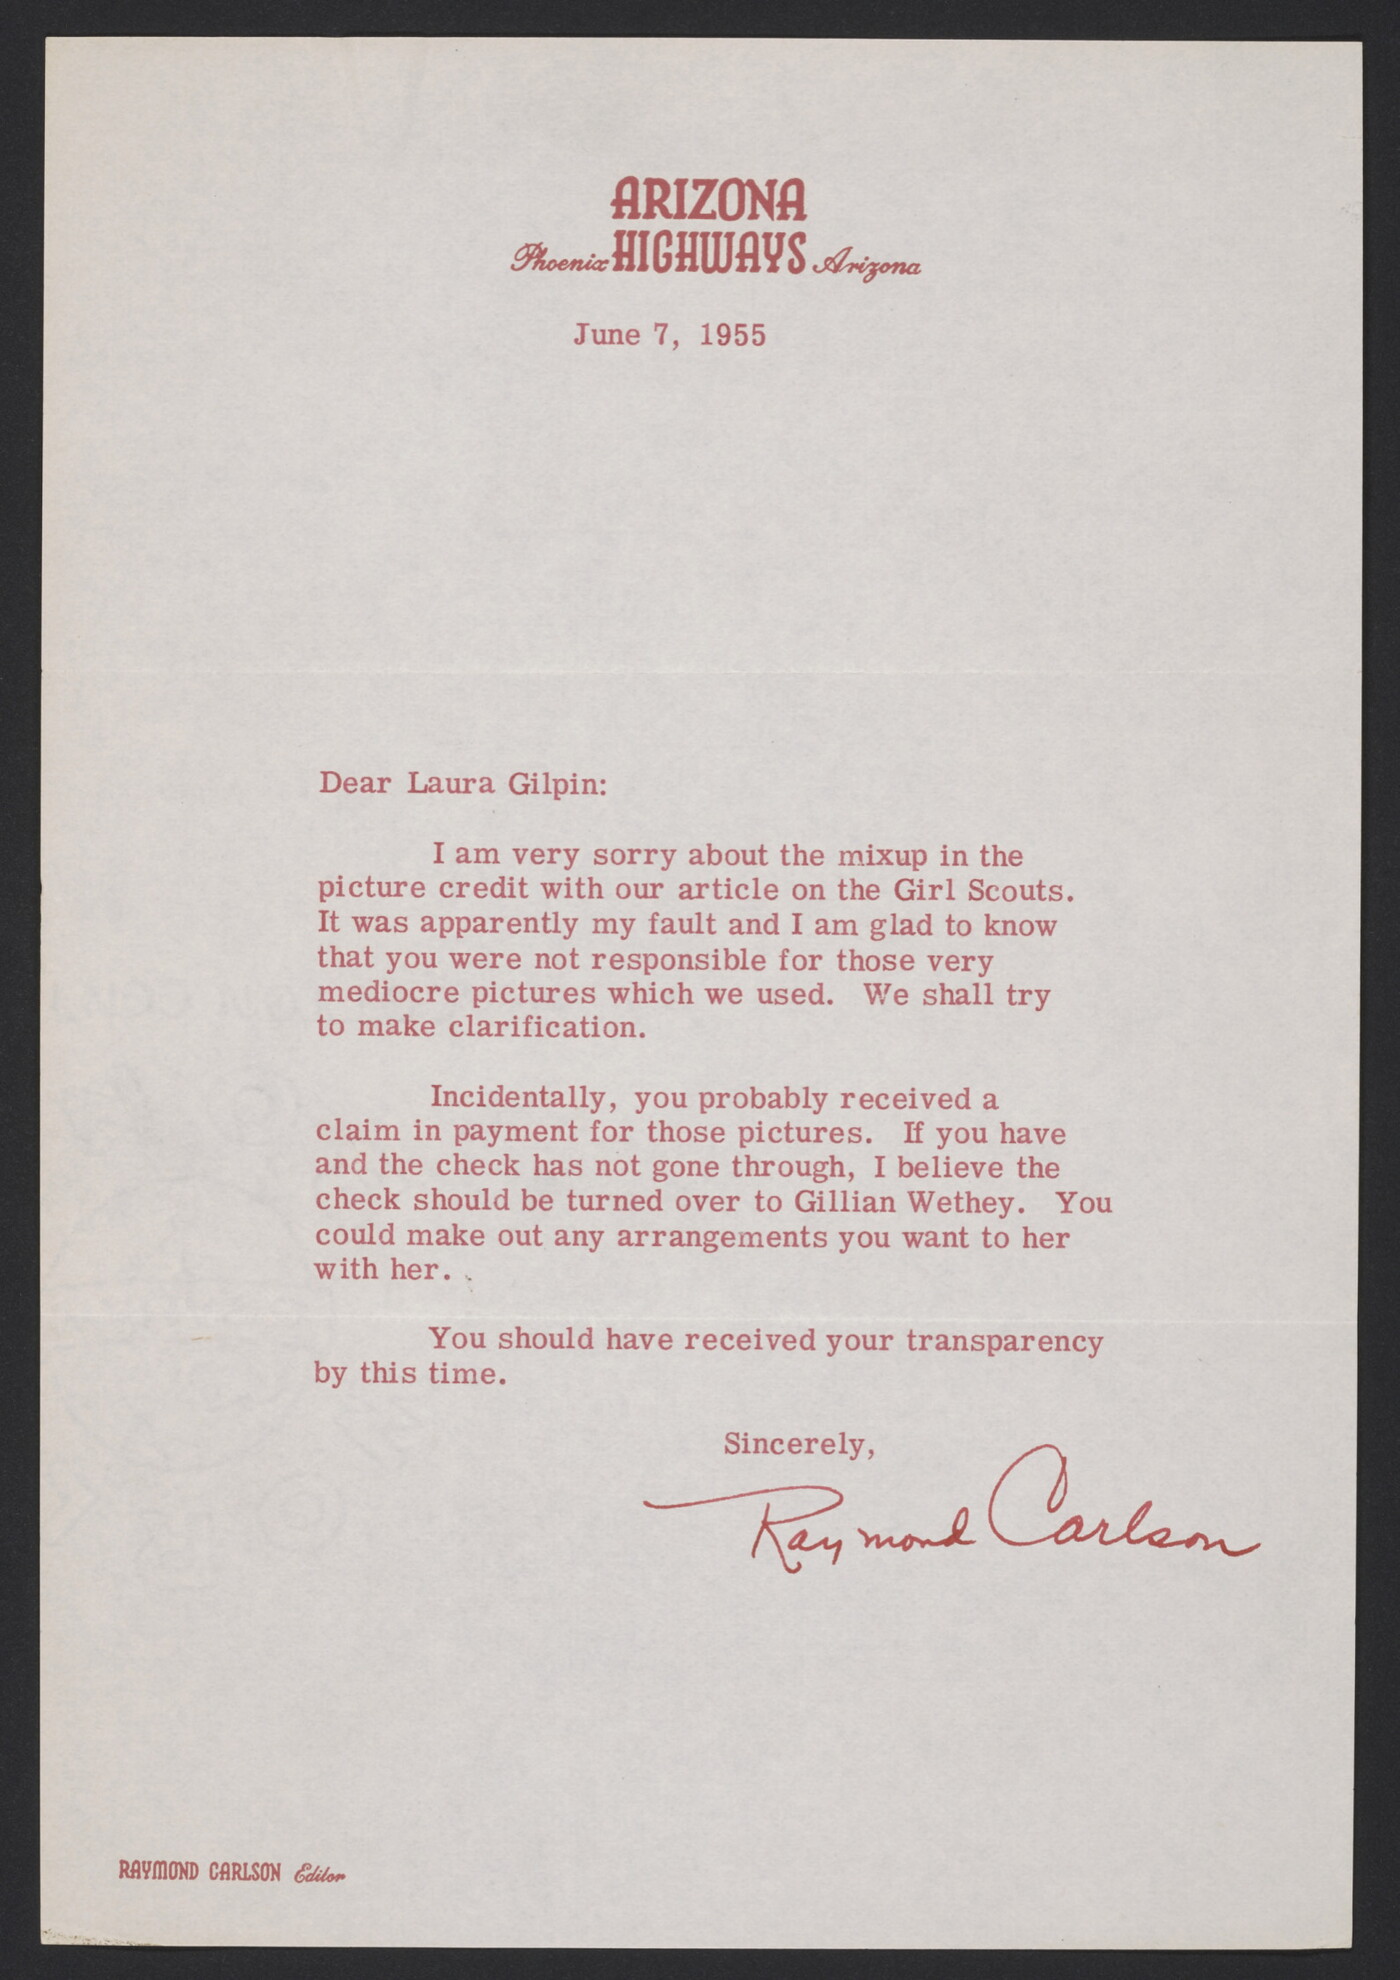 ARIZONA
Phoenix HIGHWAYS Arizona
June 7, 1955
Dear Laura Gilpin:
I am very sorry about the mixup in the
picture credit with our article on the Girl Scouts.
It was apparently my fault and I am glad to know
that you were not responsible for those very
mediocre pictures which we used. We shall try
to make clarification.
Incidentally, you probably received a
claim in payment for those pictures. If you have
and the check has not gone through, I believe the
check should be turned over to Gillian Wethey. You
could make out any arrangements you want to her
with her.
You should have received your transparency
by this time.
Sincerely,
Raymond Carlson
RAYMOND CARLSON Editor